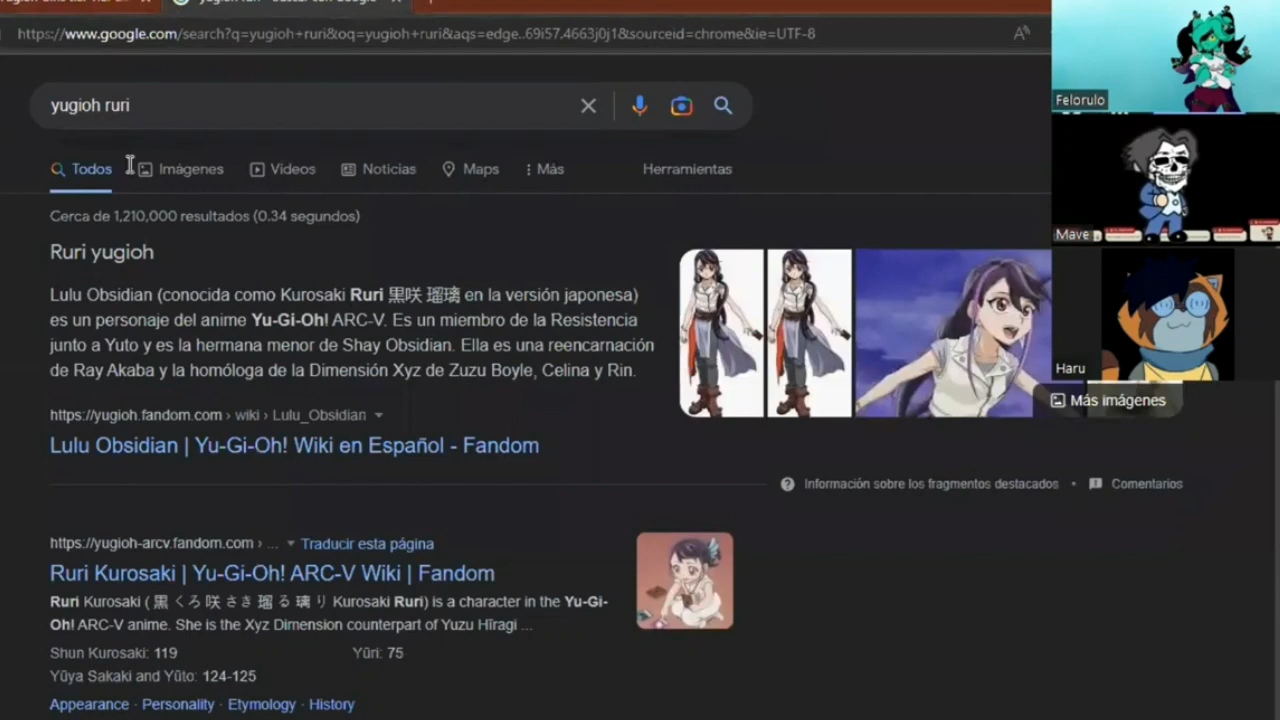 https://www.google.com/search?q=yugioh+ruri&oq=yugioh+ruri&aqs=edge..69i57.4663j0j1&sourceid=chrome&ie=UTF-8
Felorulo
yugioh ruri
Todos Imágenes Videos Noticias Maps Más Herramientas
Cerca de 1,210,000 resultados (0.34 segundos)
Mave
Ruri yugioh
Lulu Obsidian (conocida como Kurosaki Ruri 黒咲 瑠璃 en la versión japonesa)
es un personaje del anime Yu-Gi-Oh! ARC-V. Es un miembro de la Resistencia
junto a Yuto y es la hermana menor de Shay Obsidian. Ella es una reencarnación
de Ray Akaba y la homóloga de la Dimensión Xyz de Zuzu Boyle, Celina y Rin.
Haru
Más imágenes
https://yugioh.fandom.com › wiki › Lulu_Obsidian
Lulu Obsidian | Yu-Gi-Oh! Wiki en Español - Fandom
Información sobre los fragmentos destacados • Comentarios
https://yugioh-arcv.fandom.com › ... Traducir esta página
Ruri Kurosaki | Yu-Gi-Oh! ARC-V Wiki | Fandom
Ruri Kurosaki ( 黒 くろ 咲 さき 瑠 る 璃 り Kurosaki Ruri) is a character in the Yu-Gi-
Oh! ARC-V anime. She is the Xyz Dimension counterpart of Yuzu Hīragi ...
Shun Kurosaki: 119 Yūri: 75
Yūya Sakaki and Yūto: 124-125
Appearance · Personality · Etymology · History